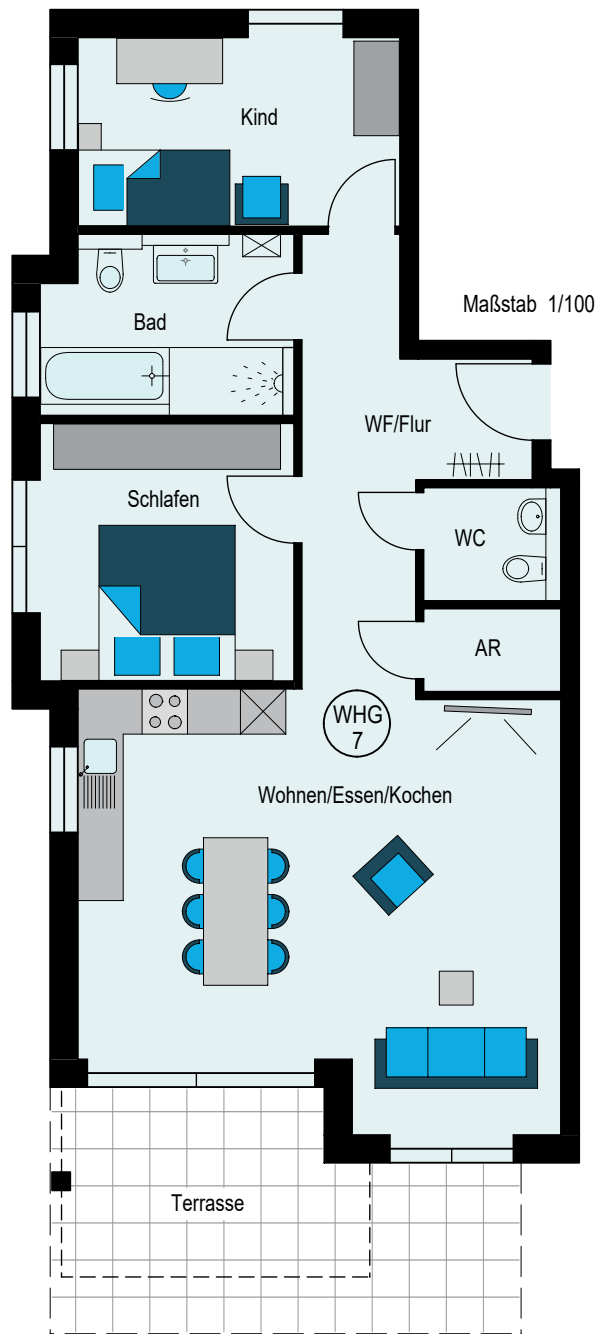 Kind
Maßstab 1/100
Bad
WF/Flur
Schlafen
WC
AR
WHG
7
Wohnen/Essen/Kochen
Terrasse